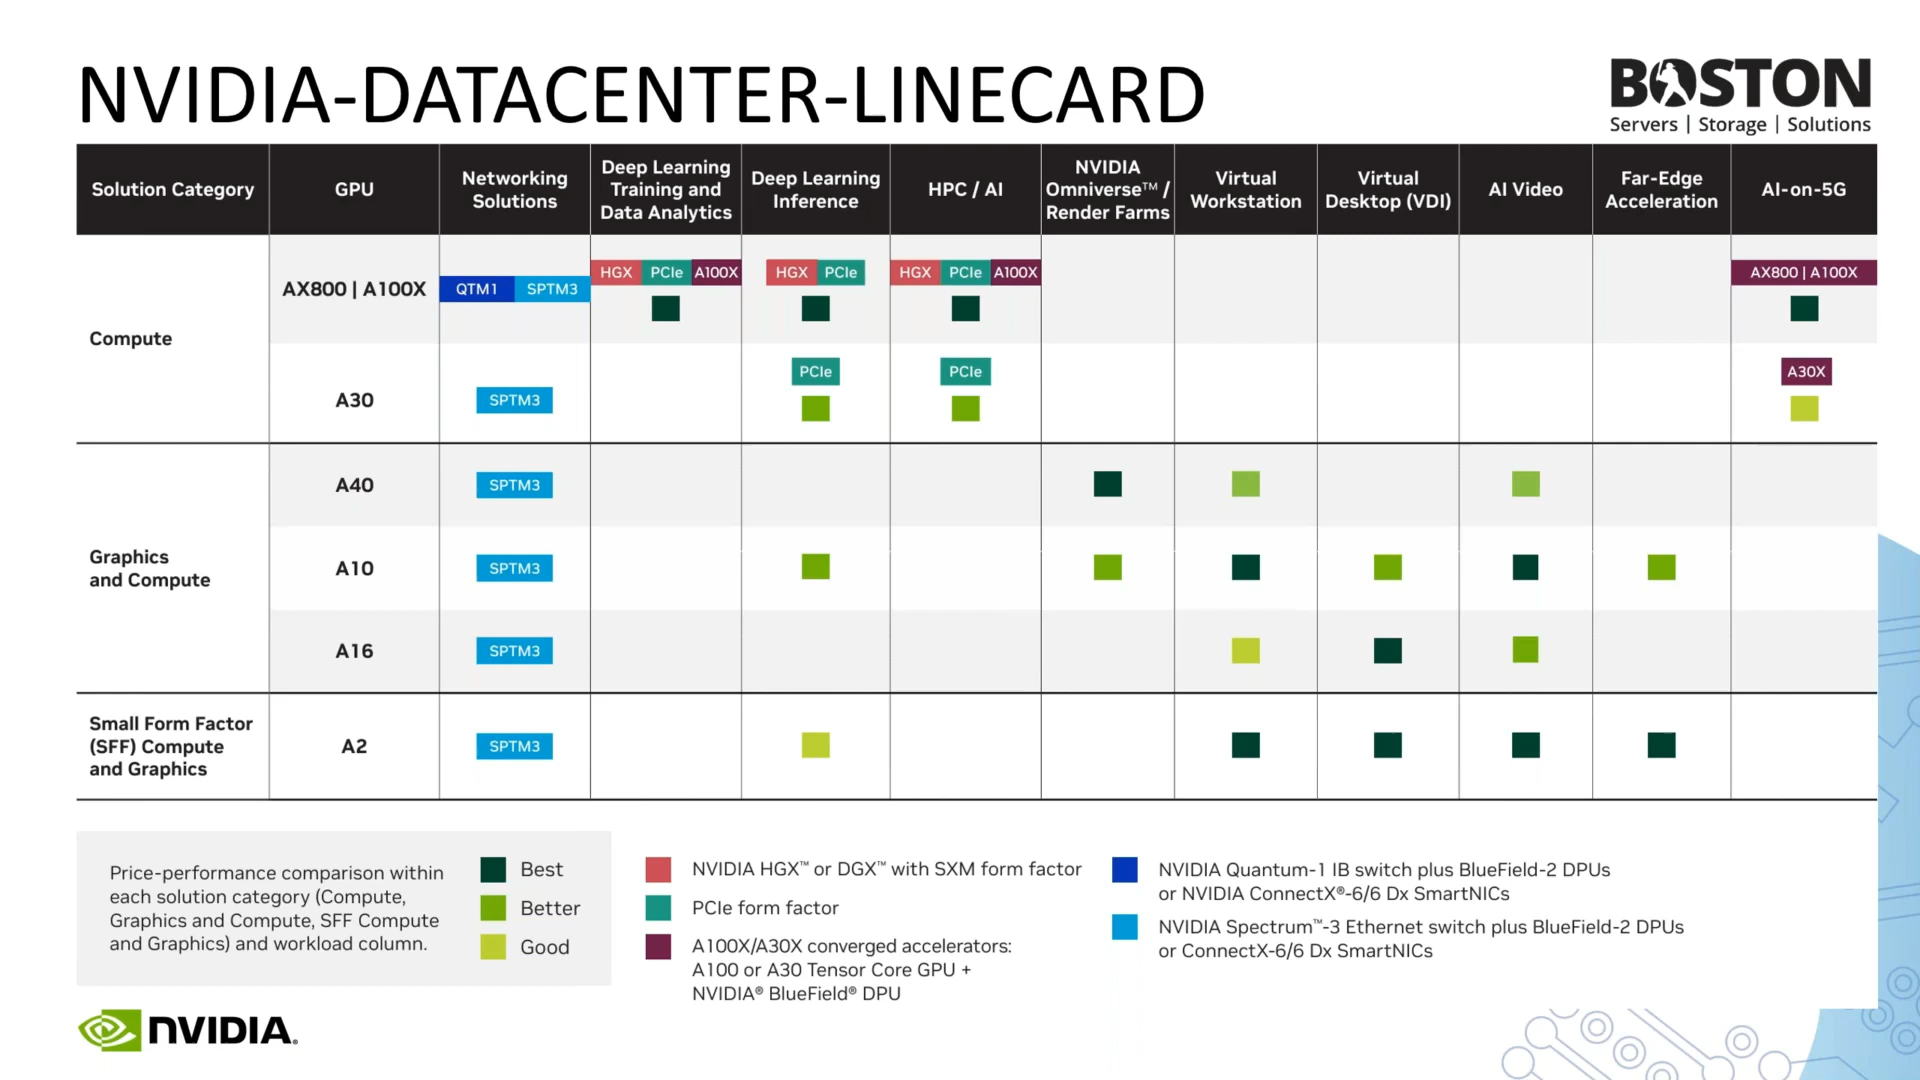 NVIDIA-DATACENTER-LINECARD
BOSTON
Servers | Storage | Solutions
Solution Category
GPU
Networking
Solutions
Deep Learning
Training and
Data Analytics
Deep Learning
Inference
HPC / AI
NVIDIA
Omniverse™ /
Render Farms
Virtual
Workstation
Virtual
Desktop (VDI)
AI Video
Far-Edge
Acceleration
AI-on-5G
Compute
AX800 | A100X
QTM1 SPTM3
HGX PCIe A100X
HGX PCIe
HGX PCIe A100X
AX800 | A100X
A30
SPTM3
PCIe
PCIe
A30X
Graphics
and Compute
A40
SPTM3
A10
SPTM3
A16
SPTM3
Small Form Factor
(SFF) Compute
and Graphics
A2
SPTM3
Price-performance comparison within
each solution category (Compute,
Graphics and Compute, SFF Compute
and Graphics) and workload column.
Best
Better
Good
NVIDIA HGX™ or DGX™ with SXM form factor
PCIe form factor
A100X/A30X converged accelerators:
A100 or A30 Tensor Core GPU +
NVIDIA® BlueField® DPU
NVIDIA Quantum-1 IB switch plus BlueField-2 DPUs
or NVIDIA ConnectX®-6/6 Dx SmartNICs
NVIDIA Spectrum™-3 Ethernet switch plus BlueField-2 DPUs
or ConnectX-6/6 Dx SmartNICs
NVIDIA.